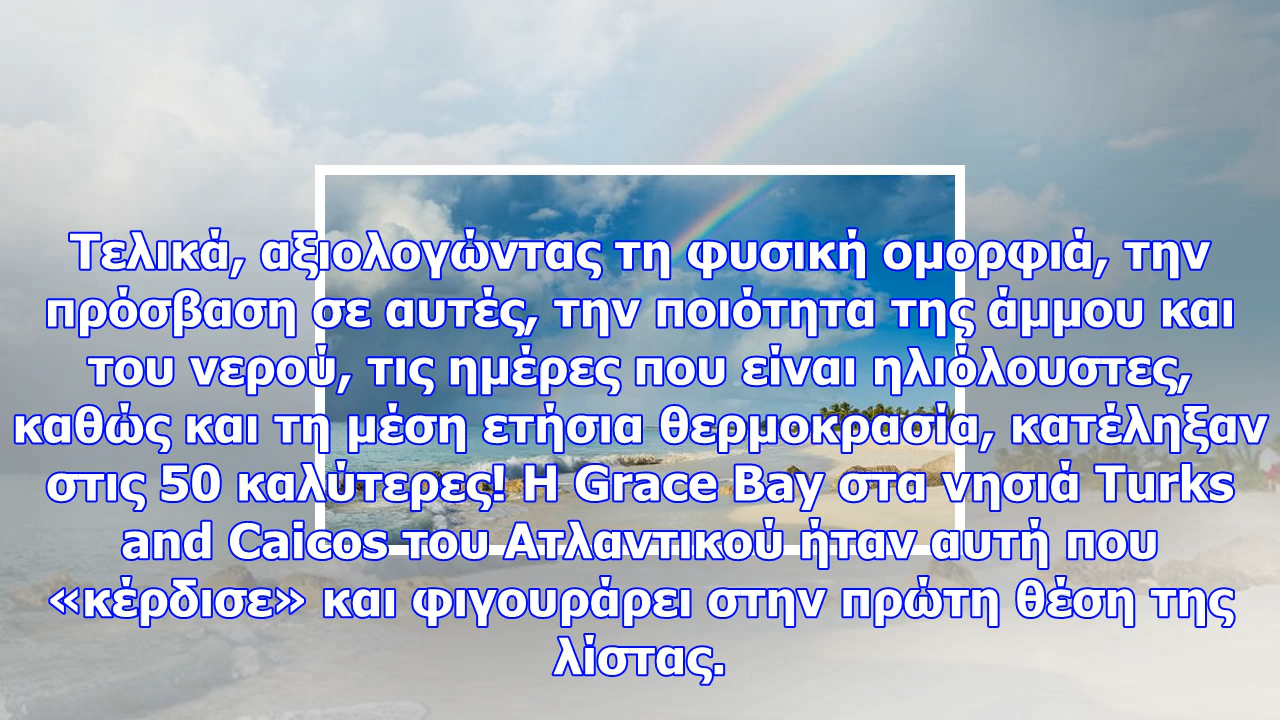 Τελικά, αξιολογώντας τη φυσική ομορφιά, την
πρόσβαση σε αυτές, την ποιότητα της άμμου και
του νερού, τις ημέρες που είναι ηλιόλουστες,
καθώς και τη μέση ετήσια θερμοκρασία, κατέληξαν
στις 50 καλύτερες! Η Grace Bay στα νησιά Turks
and Caicos του Ατλαντικού ήταν αυτή που
«κέρδισε» και φιγουράρει στην πρώτη θέση της
λίστας.